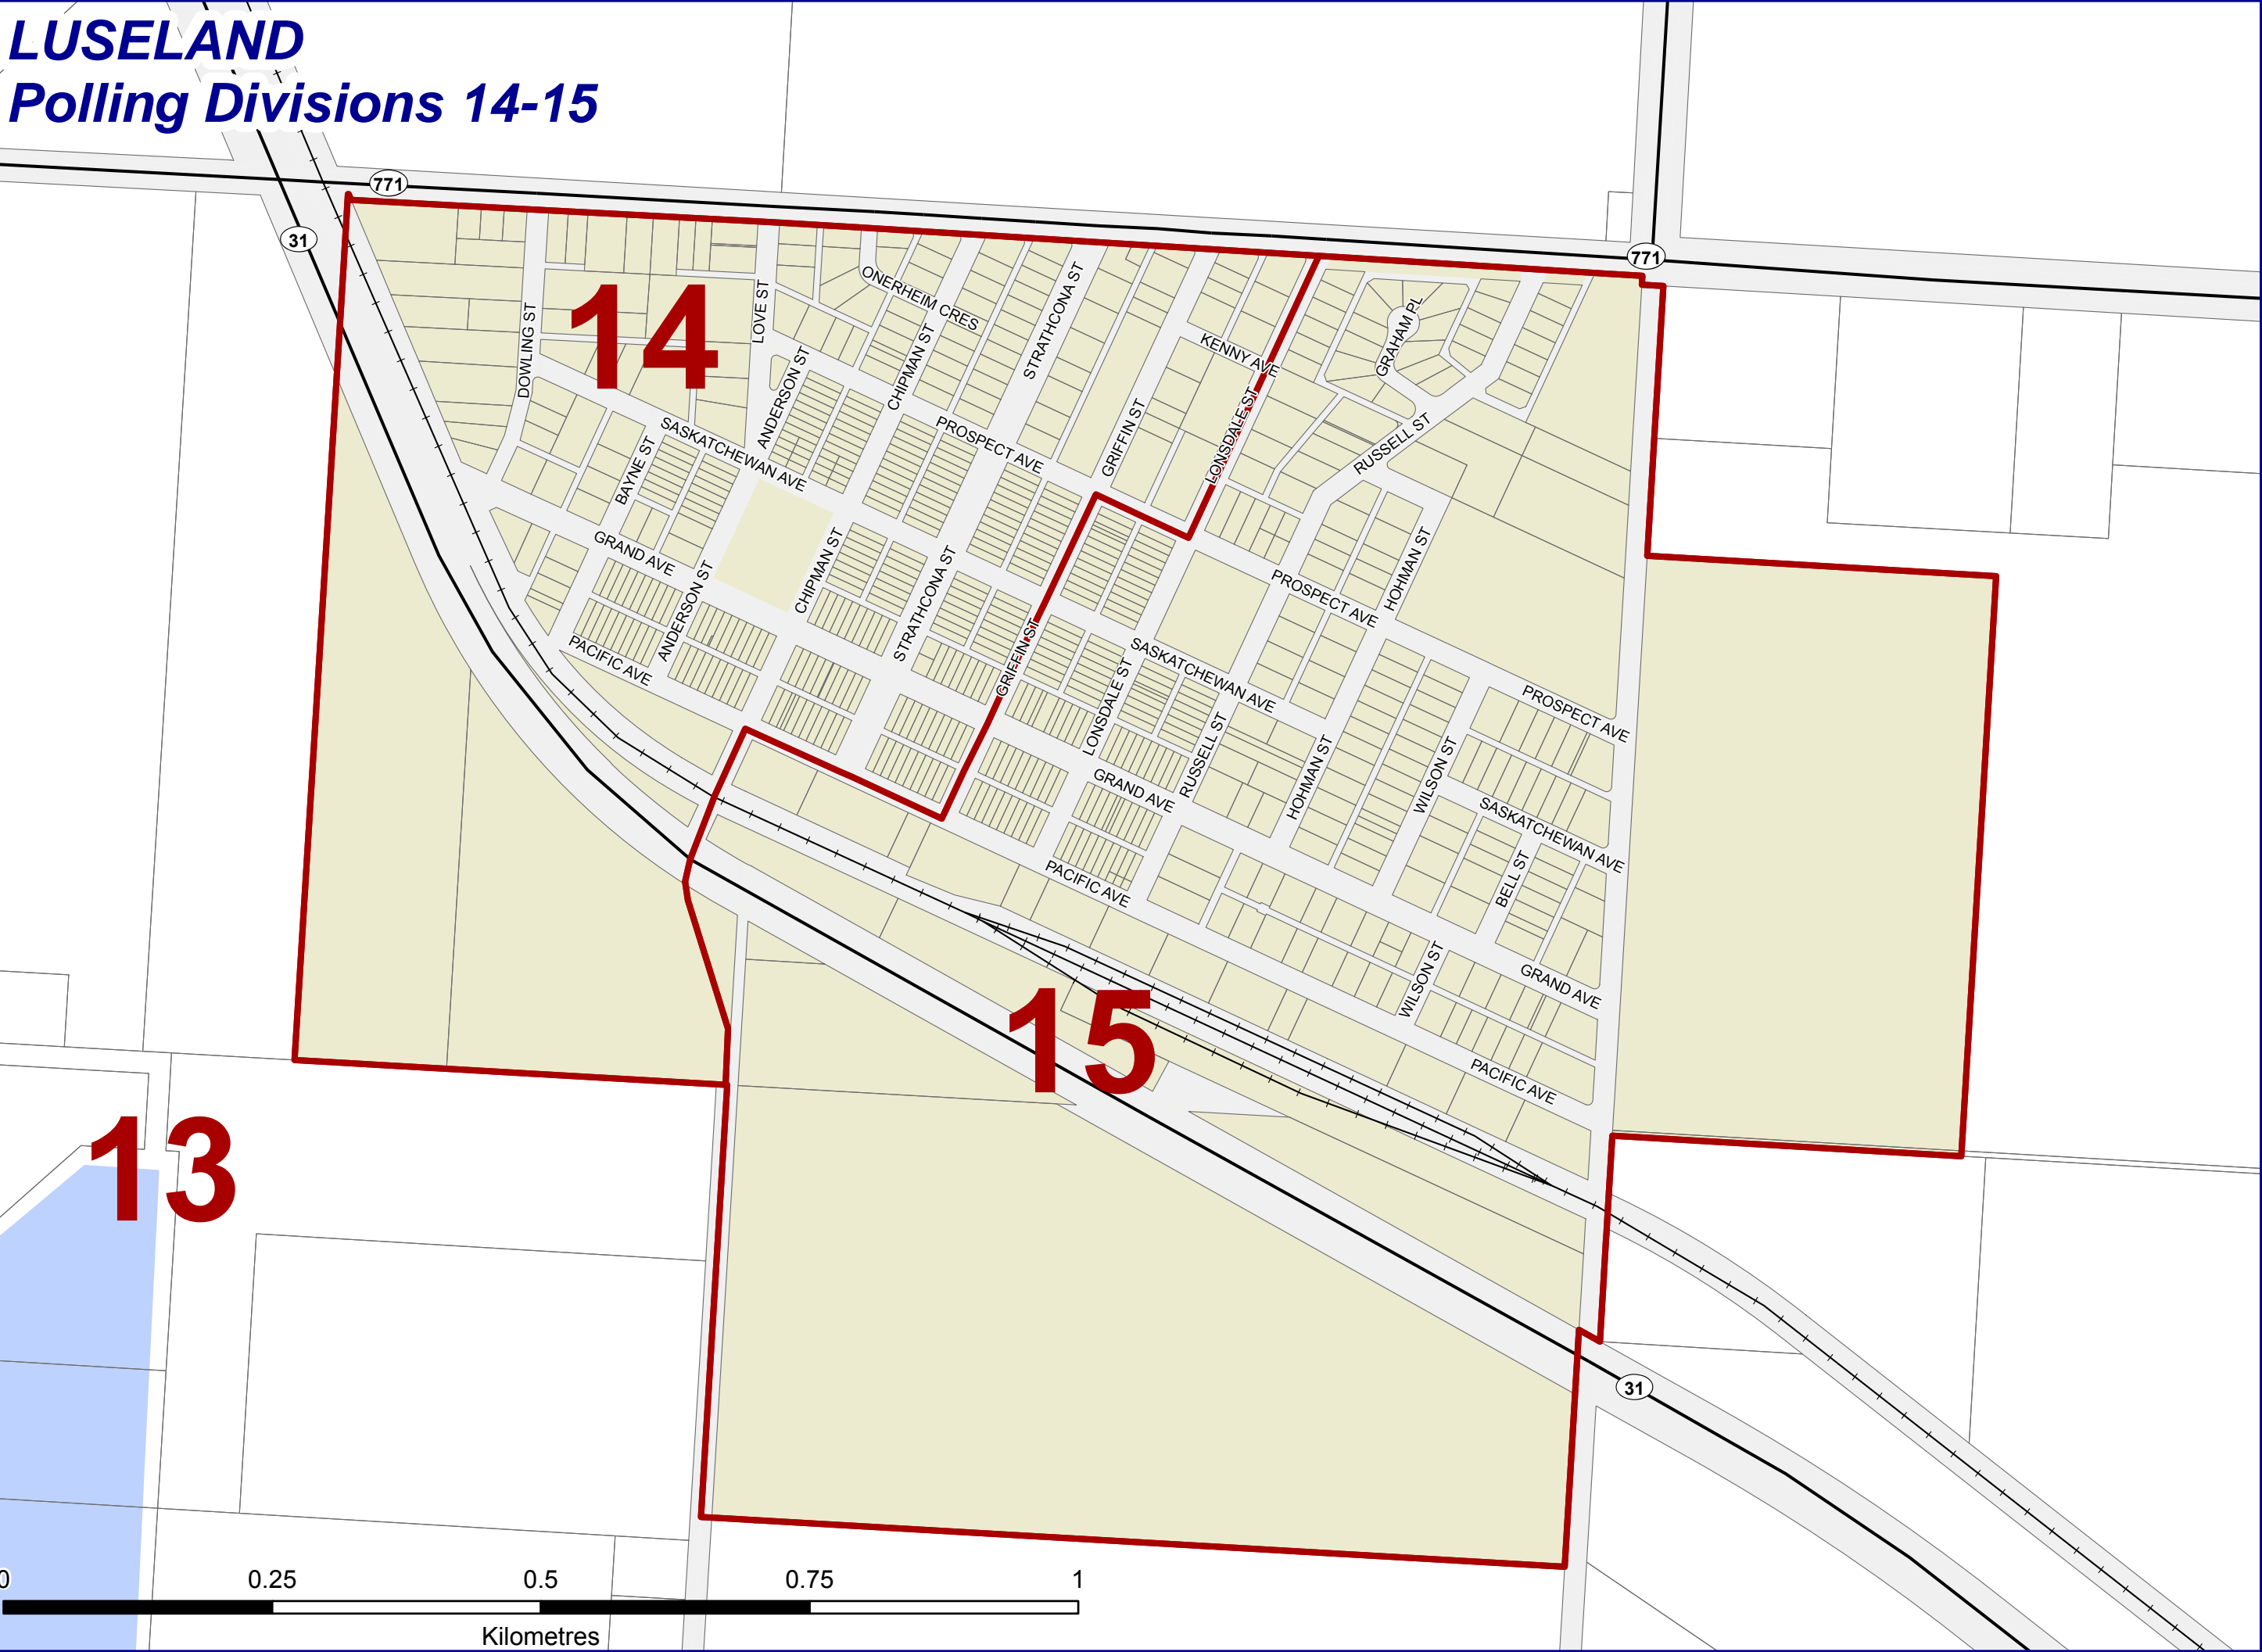 LUSELAND
Polling Divisions 14-15
771
31
771
14
ONERHEIM CRES
STRATHCONA ST
LOVE ST
DOWLING ST
CHIPMAN ST
KENNY AVE
GRAHAM PL
ANDERSON ST
SASKATCHEWAN AVE
PROSPECT AVE
GRIFFIN ST
LONSDALE ST
RUSSELL ST
BAYNE ST
GRAND AVE
CHIPMAN ST
STRATHCONA ST
ANDERSON ST
PACIFIC AVE
GRIFFIN ST
HOHMAN ST
PROSPECT AVE
SASKATCHEWAN AVE
LONSDALE ST
RUSSELL ST
PROSPECT AVE
HOHMAN ST
WILSON ST
GRAND AVE
SASKATCHEWAN AVE
PACIFIC AVE
BELL ST
WILSON ST
GRAND AVE
15
PACIFIC AVE
13
31
0 0.25 0.5 0.75 1
Kilometres